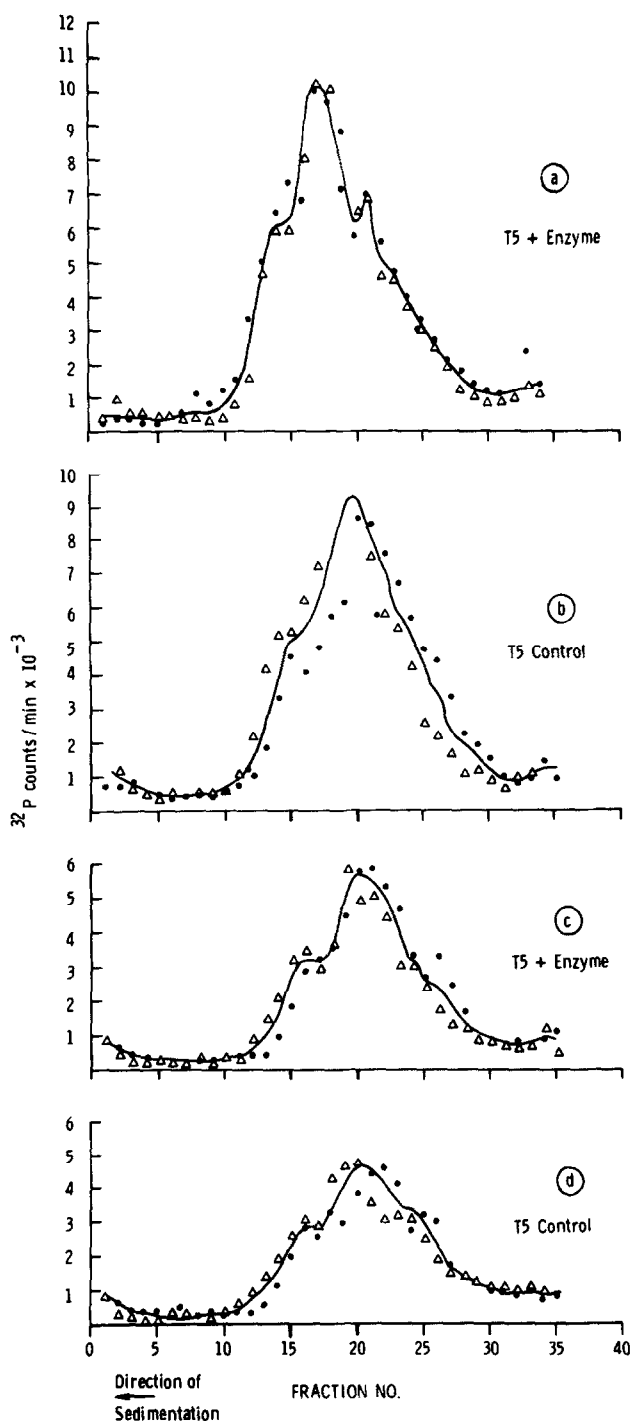 12
11
10
9
8
7
6
5
4
3
2
1
a
T5 + Enzyme
10
9
8
7
6
5
4
3
2
1
b
T5 Control
³²P counts/min x 10⁻³
6
5
4
3
2
1
c
T5 + Enzyme
6
5
4
3
2
1
d
T5 Control
0 5 10 15 20 25 30 35 40
Direction of
Sedimentation
FRACTION NO.